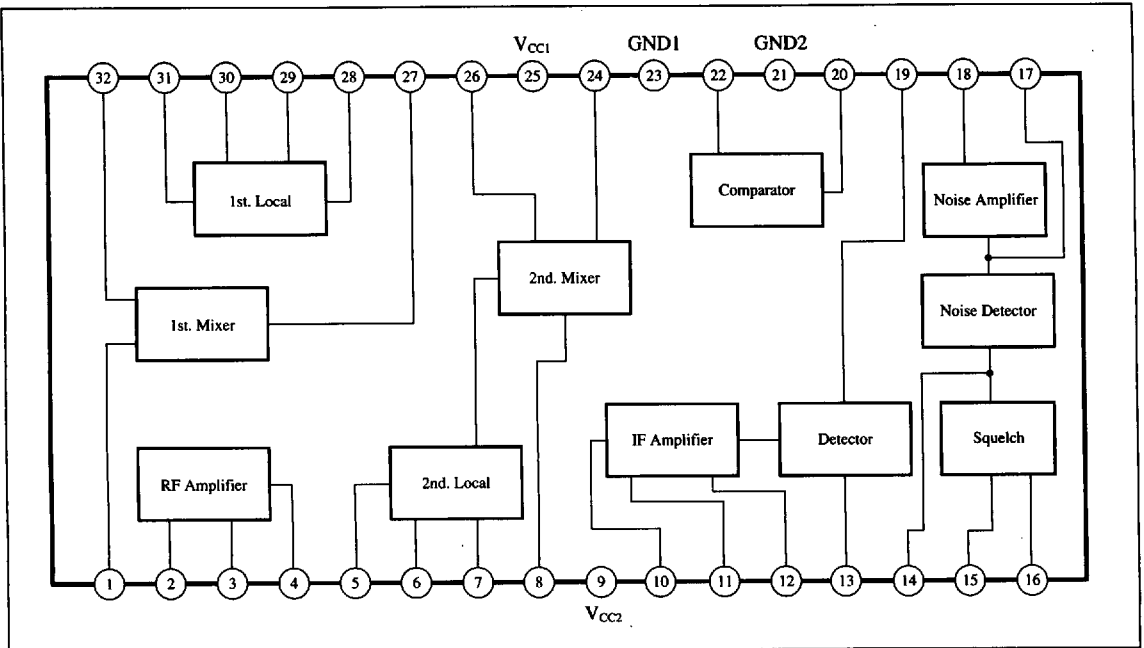 V_CC1 GND1 GND2
32 31 30 29 28 27 26 25 24 23 22 21 20 19 18 17
1st. Local
Comparator
Noise Amplifier
2nd. Mixer
1st. Mixer
Noise Detector
RF Amplifier
2nd. Local
IF Amplifier
Detector
Squelch
1 2 3 4 5 6 7 8 9 10 11 12 13 14 15 16
V_CC2